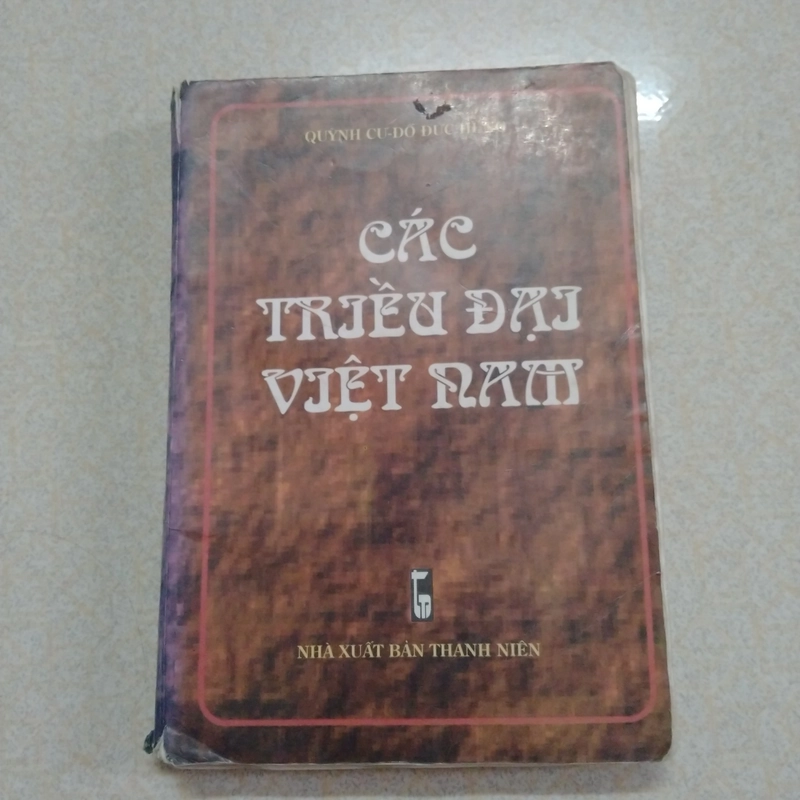 QUỲNH CƯ-ĐỖ ĐỨC
CÁC
TRIỀU ĐẠI
VIỆT NAM
NHÀ XUẤT BẢN THANH NIÊN